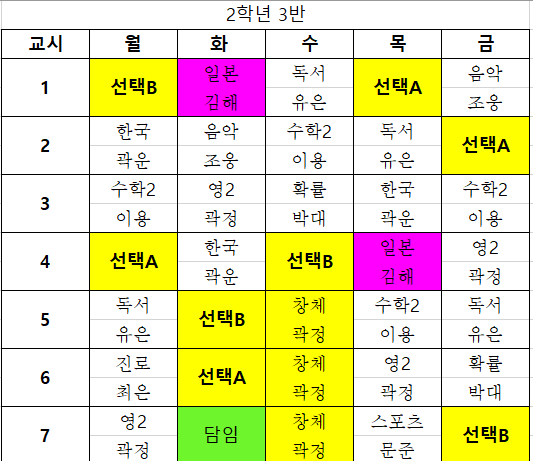 2학년 3반
교시 월 화 수 목 금
1 선택B 일본 독서 선택A 음악
김해 유은 조웅
2 한국 음악 수학2 독서 선택A
곽운 조웅 이용 유은
3 수학2 영2 확률 한국 수학2
이용 곽정 박대 곽운 이용
4 선택A 한국 선택B 일본 영2
곽운 김해 곽정
5 독서 선택B 창체 수학2 독서
유은 곽정 이용 유은
6 진로 선택A 창체 영2 확률
최은 곽정 곽정 박대
7 영2 담임 창체 스포츠 선택B
곽정 곽정 문준